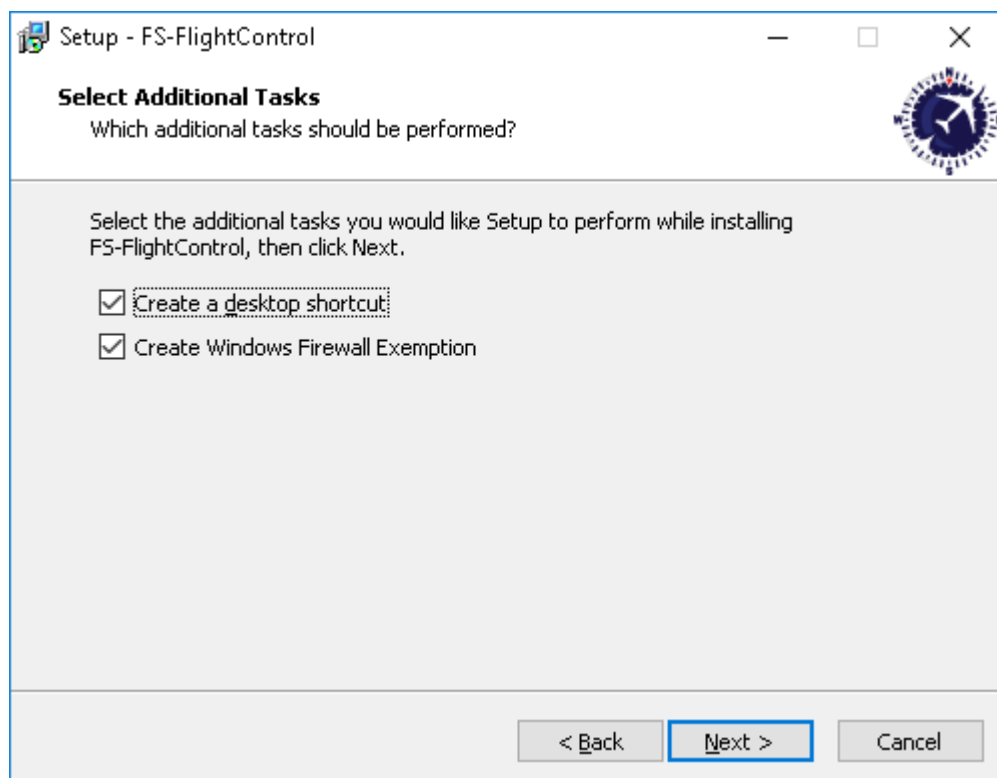 Setup - FS-FlightControl
Select Additional Tasks
Which additional tasks should be performed?
Select the additional tasks you would like Setup to perform while installing
FS-FlightControl, then click Next.
Create a desktop shortcut
Create Windows Firewall Exemption
< Back
Next >
Cancel